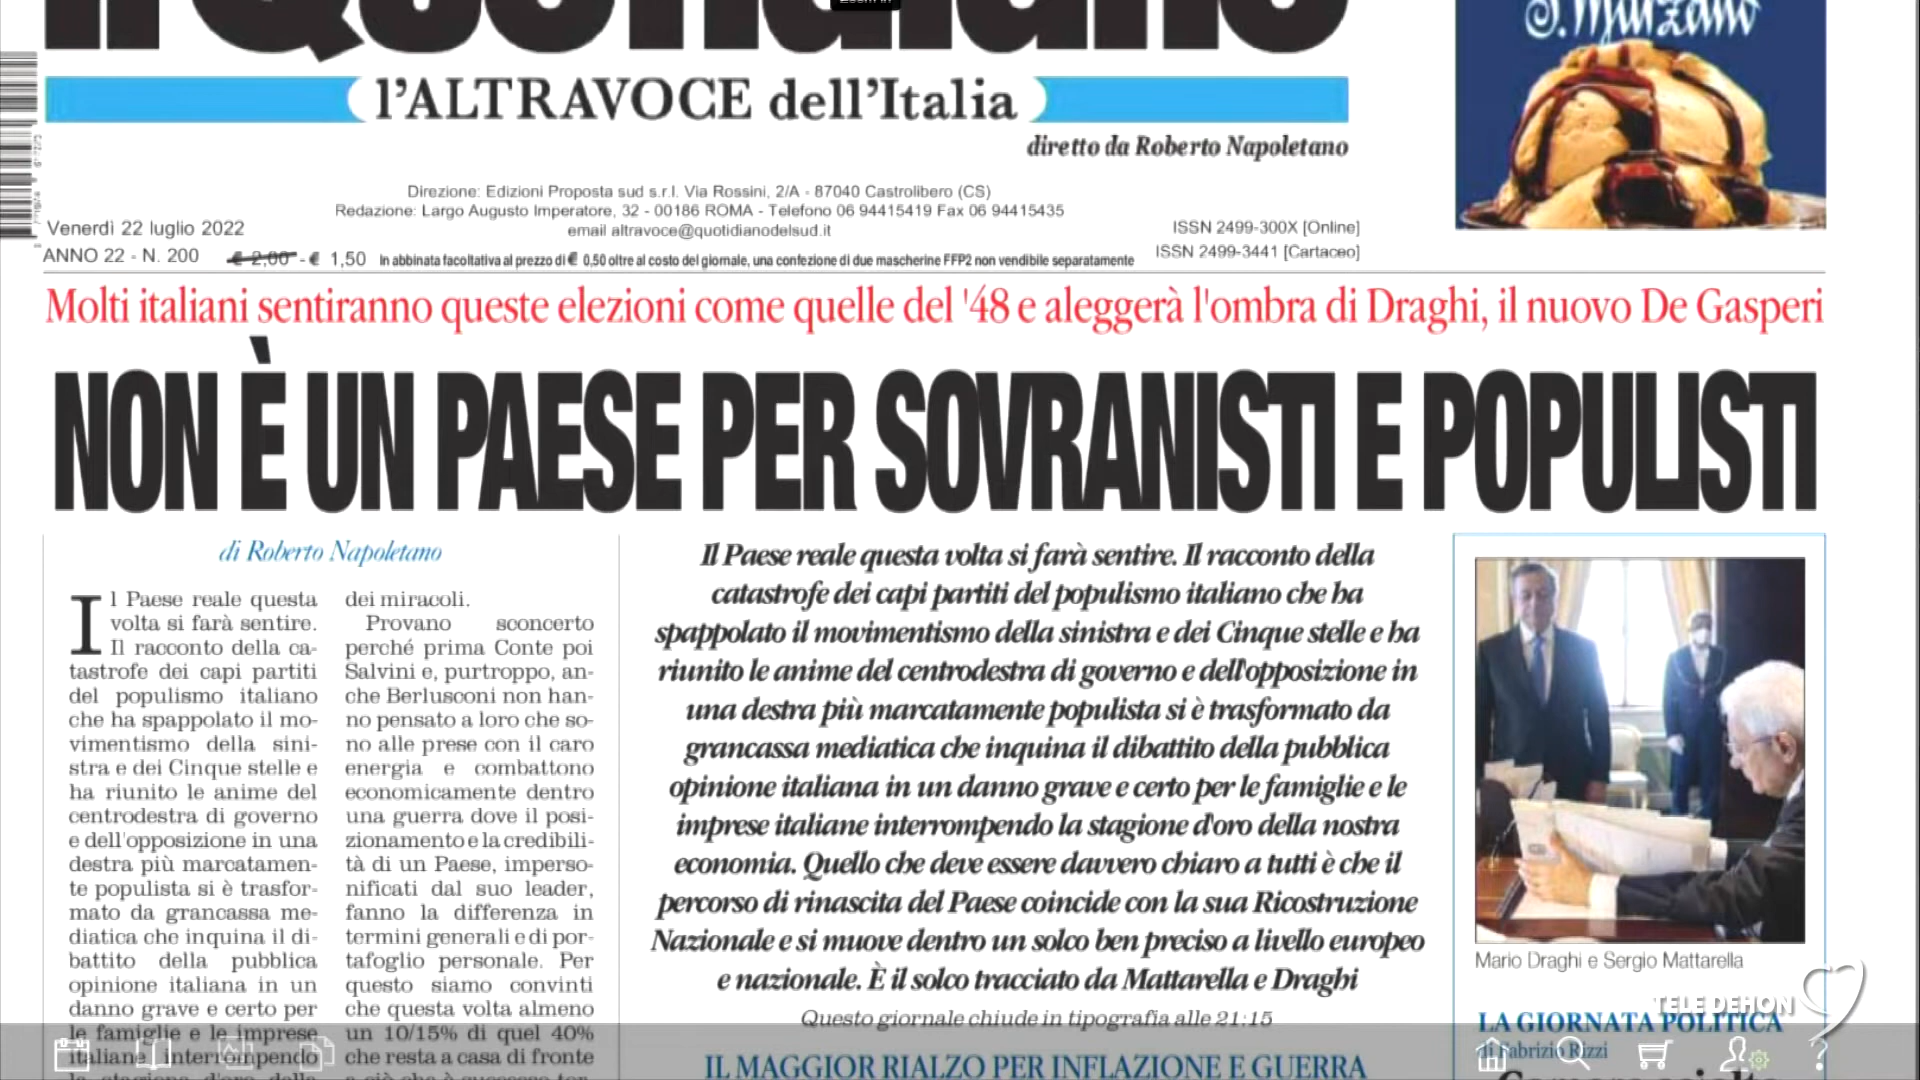 Il Quotidiano
S. Marzano
l'ALTRAVOCE dell'Italia
diretto da Roberto Napoletano
Direzione: Edizioni Proposta sud s.r.l. Via Rossini, 2/A - 87040 Castrolibero (CS)
Redazione: Largo Augusto Imperatore, 32 - 00186 ROMA - Telefono 06 94415419 Fax 06 94415435
Venerdì 22 luglio 2022
email altravoce@quotidianodelsud.it
ISSN 2499-300X [Online]
ANNO 22 - N. 200
€ 2,00 - € 1,50
In abbinata facoltativa al prezzo di € 0,50 oltre al costo del giornale, una confezione di due mascherine FFP2 non vendibile separatamente
ISSN 2499-3441 [Cartaceo]
Molti italiani sentiranno queste elezioni come quelle del '48 e aleggerà l'ombra di Draghi, il nuovo De Gasperi
NON È UN PAESE PER SOVRANISTI E POPULISTI
di Roberto Napoletano
Il Paese reale questa
volta si farà sentire.
Il racconto della ca-
tastrofe dei capi partiti
del populismo italiano
che ha spappolato il mo-
vimentismo della sini-
stra e dei Cinque stelle e
ha riunito le anime del
centrodestra di governo
e dell'opposizione in una
destra più marcatamen-
te populista si è trasfor-
mato da grancassa me-
diatica che inquina il di-
battito della pubblica
opinione italiana in un
danno grave e certo per
le famiglie e le imprese
italiane interrompendo
la stagione d'oro della
dei miracoli.
Provano sconcerto
perché prima Conte poi
Salvini e, purtroppo, an-
che Berlusconi non han-
no pensato a loro che so-
no alle prese con il caro
energia e combattono
economicamente dentro
una guerra dove il posi-
zionamento e la credibili-
tà di un Paese, imperso-
nificati dal suo leader,
fanno la differenza in
termini generali e di por-
tafoglio personale. Per
questo siamo convinti
che questa volta almeno
un 10/15% di quel 40%
che resta a casa di fronte
Il Paese reale questa volta si farà sentire. Il racconto della
catastrofe dei capi partiti del populismo italiano che ha
spappolato il movimentismo della sinistra e dei Cinque stelle e ha
riunito le anime del centrodestra di governo e dell'opposizione in
una destra più marcatamente populista si è trasformato da
grancassa mediatica che inquina il dibattito della pubblica
opinione italiana in un danno grave e certo per le famiglie e le
imprese italiane interrompendo la stagione d'oro della nostra
economia. Quello che deve essere davvero chiaro a tutti è che il
percorso di rinascita del Paese coincide con la sua Ricostruzione
Nazionale e si muove dentro un solco ben preciso a livello europeo
e nazionale. È il solco tracciato da Mattarella e Draghi
Questo giornale chiude in tipografia alle 21:15
IL MAGGIOR RIALZO PER INFLAZIONE E GUERRA
Mario Draghi e Sergio Mattarella
TELE DEHON
LA GIORNATA POLITICA
di Fabrizio Rizzi